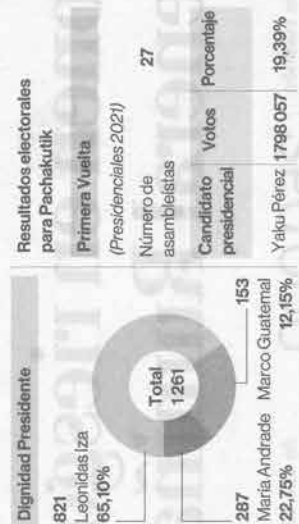 Dignidad Presidente
821
Leonidas Iza
65,10%
Total
1261
287
María Andrade
22,75%
153
Marco Guatemal
12,15%
Resultados electorales
para Pachakutik
Primera Vuelta
(Presidenciales 2021)
Número de
asambleístas
27
Candidato
presidencial
Votos
Porcentaje
Yaku Pérez
1798057
19,39%